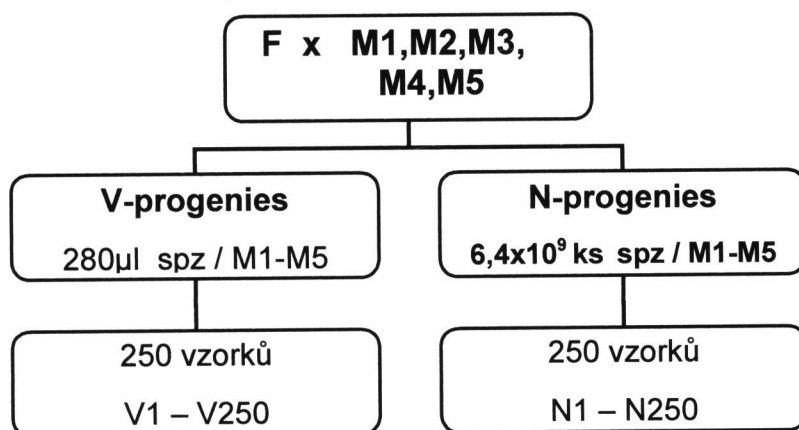 F x M1,M2,M3,
M4,M5
V-progenies
280µl spz / M1-M5
N-progenies
6,4x10⁹ ks spz / M1-M5
250 vzorků
V1 – V250
250 vzorků
N1 – N250